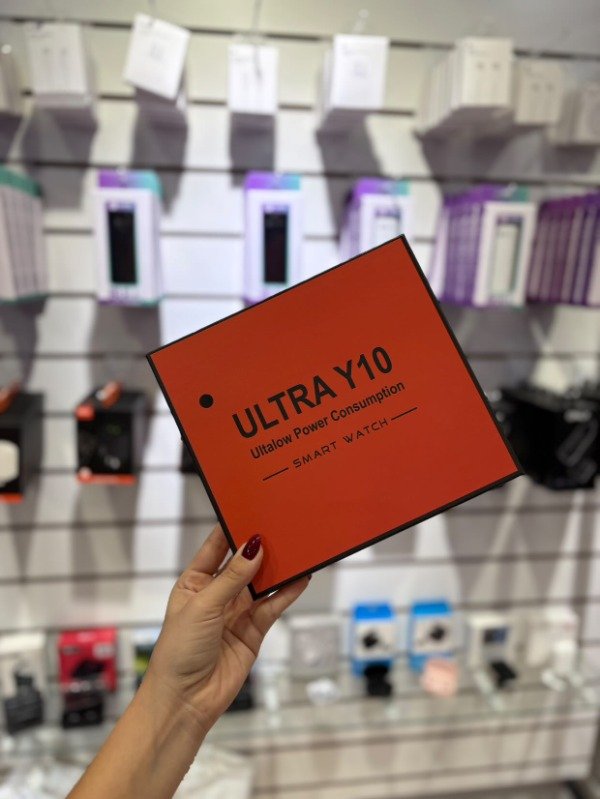 ULTRA Y10
Ultalow Power Consumption
SMART WATCH